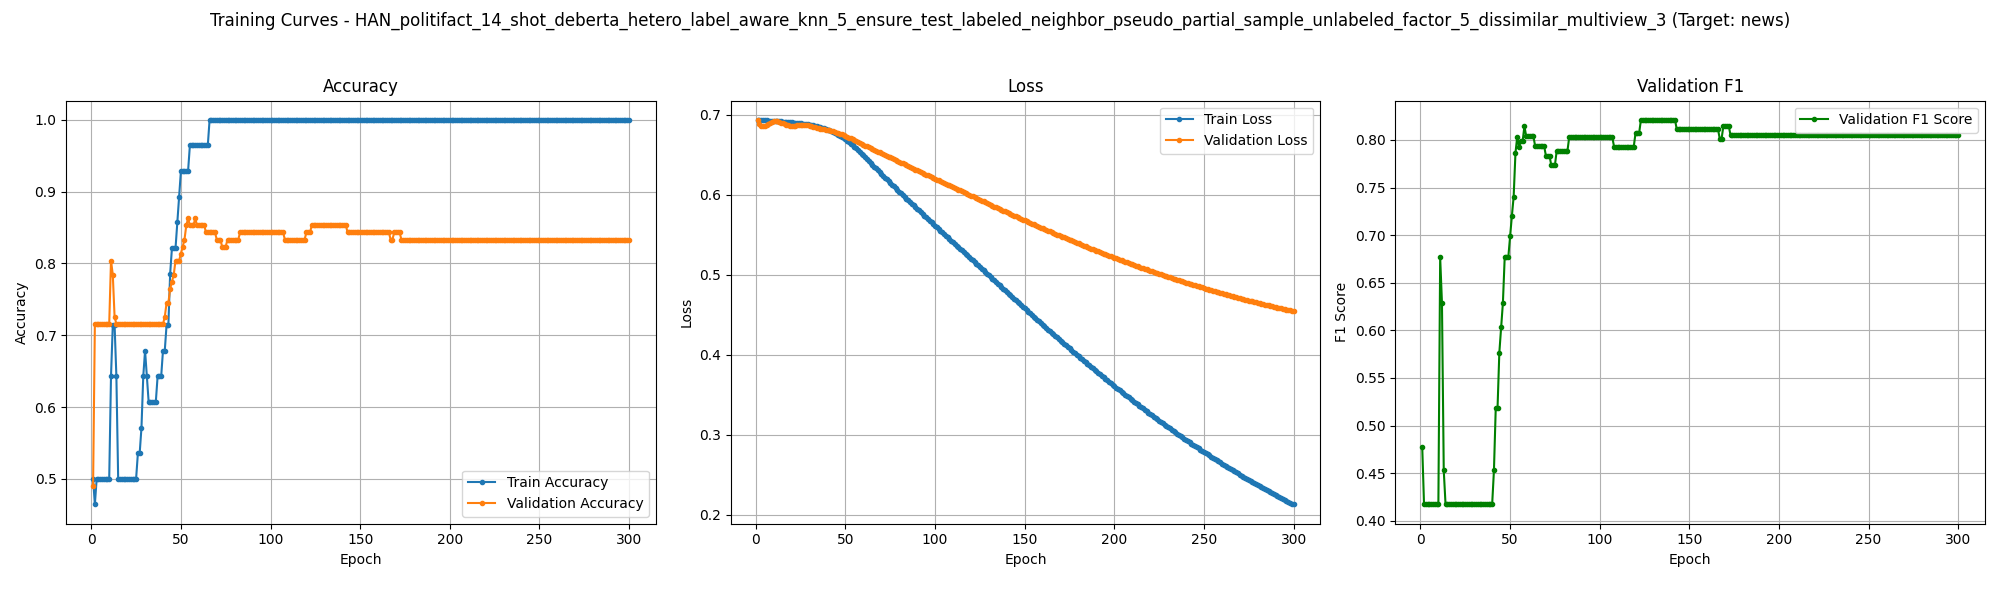 Training Curves - HAN_politifact_14_shot_deberta_hetero_label_aware_knn_5_ensure_test_labeled_neighbor_pseudo_partial_sample_unlabeled_factor_5_dissimilar_multiview_3 (Target: news)
Accuracy
1.0
0.9
0.8
0.7
0.6
0.5
Accuracy
Train Accuracy
Validation Accuracy
0 50 100 150 200 250 300
Epoch
Loss
0.7
0.6
0.5
0.4
0.3
0.2
Loss
Train Loss
Validation Loss
0 50 100 150 200 250 300
Epoch
Validation F1
0.80
0.75
0.70
0.65
0.60
0.55
0.50
0.45
0.40
F1 Score
Validation F1 Score
0 50 100 150 200 250 300
Epoch